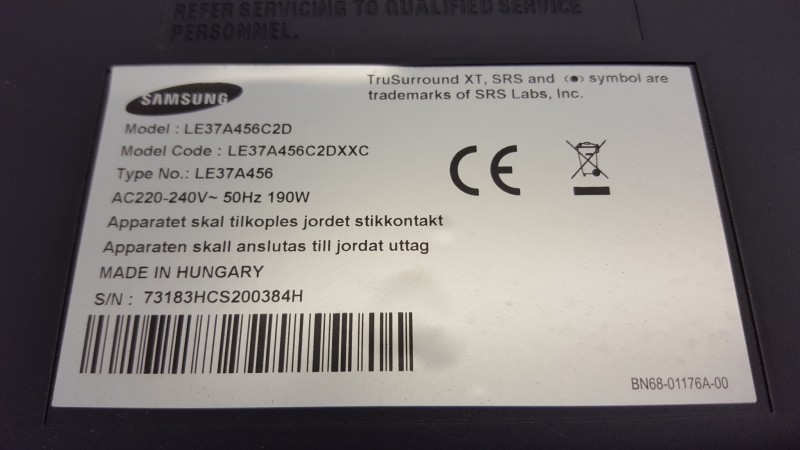 REFER SERVICING TO QUALIFIED SERVICE
PERSONNEL.
SAMSUNG
TruSurround XT, SRS and (●) symbol are
trademarks of SRS Labs, Inc.
Model : LE37A456C2D
Model Code : LE37A456C2DXXC
Type No.: LE37A456
AC220-240V~ 50Hz 190W
CE
Apparatet skal tilkoples jordet stikkontakt
Apparaten skall anslutas till jordat uttag
MADE IN HUNGARY
S/N : 73183HCS200384H
BN68-01176A-00